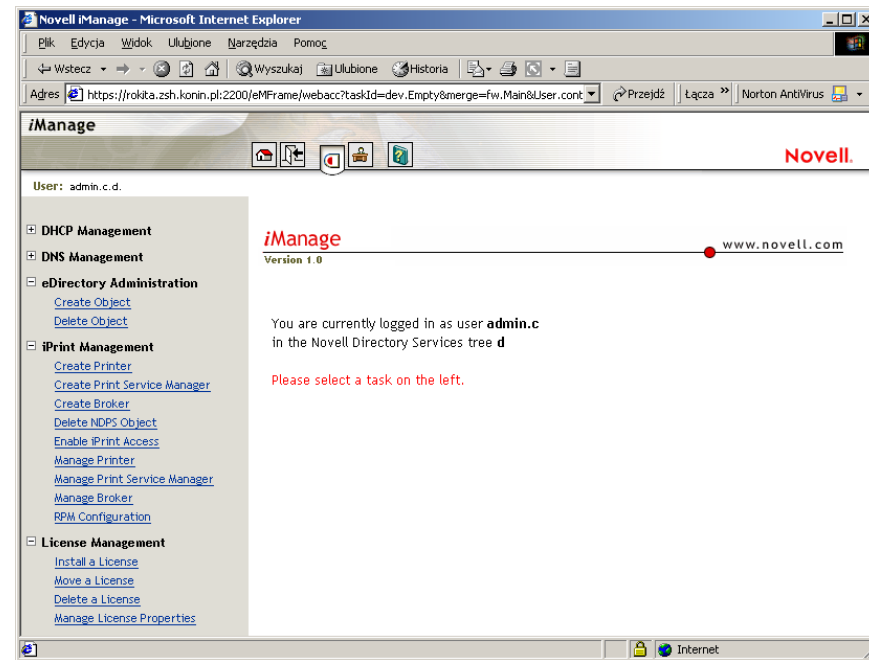 Novell iManage - Microsoft Internet Explorer
Plik Edycja Widok Ulubione Narzędzia Pomoc
Wstecz Wyszukaj Ulubione Historia
Adres https://rokita.zsh.konin.pl:2200/eMFrame/webacc?taskId=dev.Empty&merge=fw.Main&User.cont Przejdź Łącza » Norton AntiVirus
iManage
Novell.
User: admin.c.d.
DHCP Management
DNS Management
eDirectory Administration
Create Object
Delete Object
iPrint Management
Create Printer
Create Print Service Manager
Create Broker
Delete NDPS Object
Enable iPrint Access
Manage Printer
Manage Print Service Manager
Manage Broker
RPM Configuration
License Management
Install a License
Move a License
Delete a License
Manage License Properties
iManage
www.novell.com
Version 1.0
You are currently logged in as user admin.c
in the Novell Directory Services tree d
Please select a task on the left.
Internet